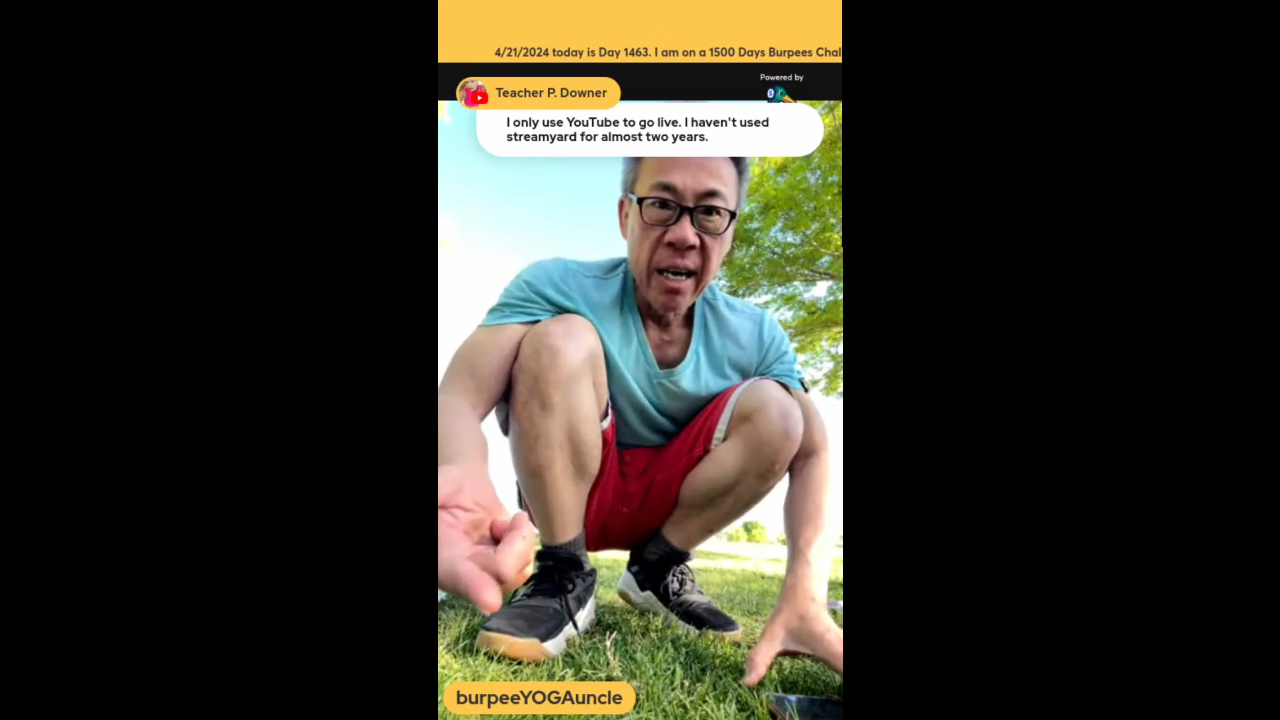 4/21/2024 today is Day 1463. I am on a 1500 Days Burpees Chal
Powered by
Teacher P. Downer
I only use YouTube to go live. I haven't used
streamyard for almost two years.
burpeeYOGAuncle